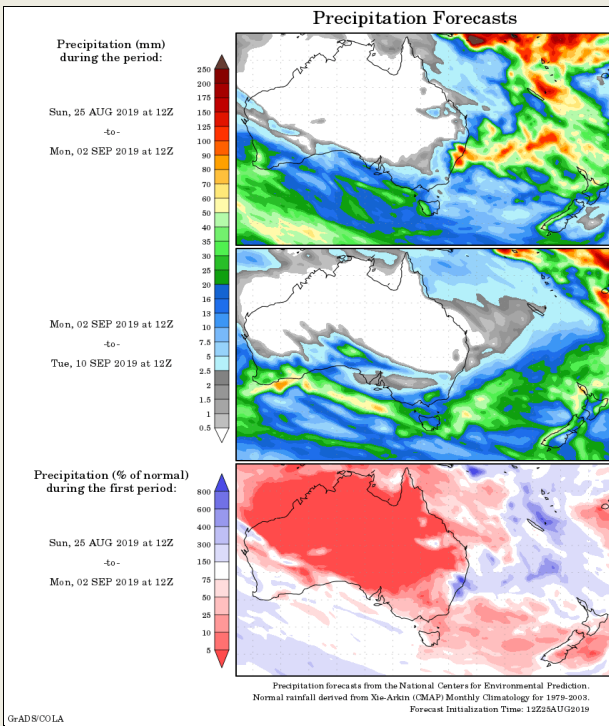 Precipitation Forecasts
Precipitation (mm)
during the period:
Sun, 25 AUG 2019 at 12Z
-to-
Mon, 02 SEP 2019 at 12Z
250
200
175
150
125
100
90
80
70
60
50
40
35
30
25
20
16
13
10
7.5
5
2.5
2
1.5
1
0.5
Mon, 02 SEP 2019 at 12Z
-to-
Tue, 10 SEP 2019 at 12Z
Precipitation (% of normal)
during the first period:
Sun, 25 AUG 2019 at 12Z
-to-
Mon, 02 SEP 2019 at 12Z
800
600
400
300
150
75
50
25
10
5
Precipitation forecasts from the National Centers for Environmental Prediction.
Normal rainfall derived from Xie-Arkin (CMAP) Monthly Climatology for 1979-2003.
Forecast Initialization Time: 12Z25AUG2019
GrADS/COLA